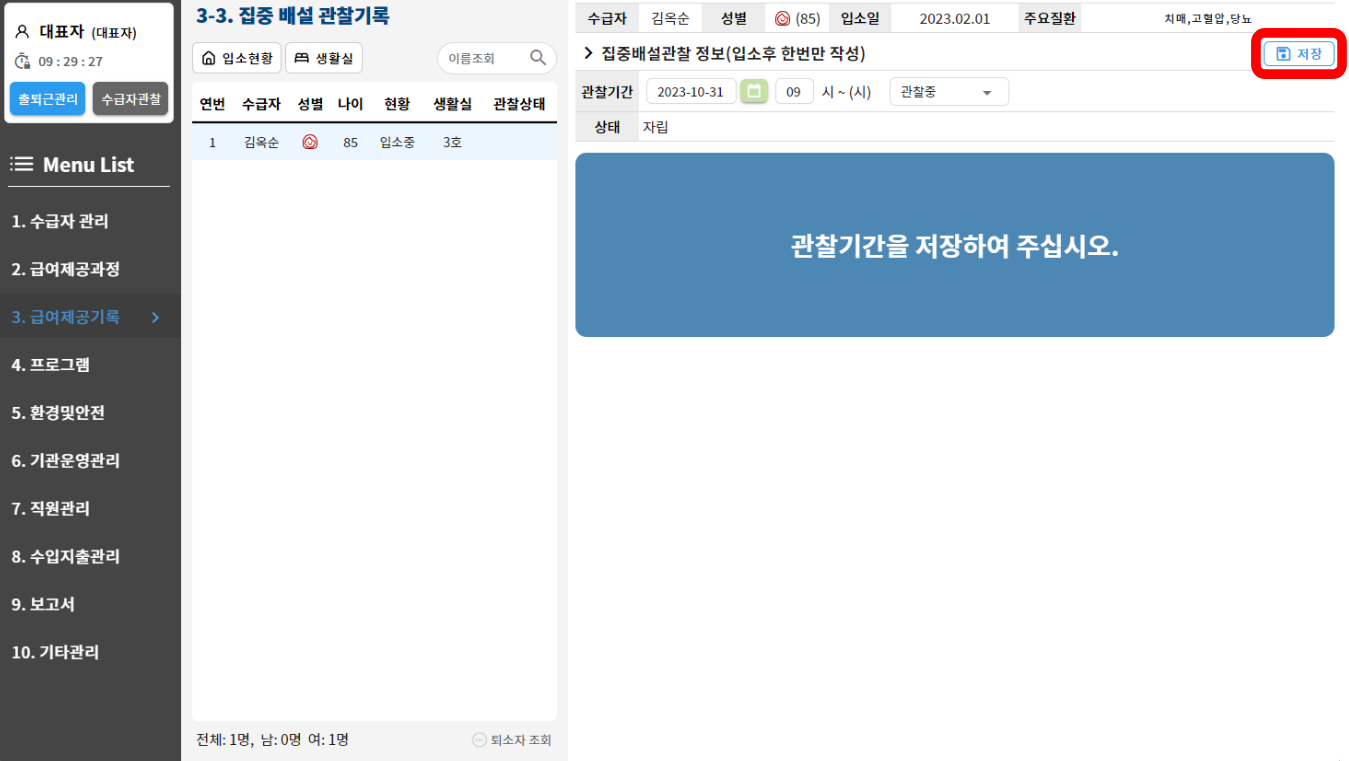 대표자 (대표자)
09 : 29 : 27
출퇴근관리 수급자관찰
Menu List
1. 수급자 관리
2. 급여제공과정
3. 급여제공기록
4. 프로그램
5. 환경및안전
6. 기관운영관리
7. 직원관리
8. 수입지출관리
9. 보고서
10. 기타관리
3-3. 집중 배설 관찰기록
입소현황 생활실 이름조회
연번 수급자 성별 나이 현황 생활실 관찰상태
1 김옥순 85 입소중 3호
전체: 1명, 남: 0명 여: 1명 퇴소자 조회
수급자 김옥순 성별 (85) 입소일 2023.02.01 주요질환 치매,고혈압,당뇨
집중배설관찰 정보(입소후 한번만 작성) 저장
관찰기간 2023-10-31 09 시 ~ (시) 관찰중
상태 자립
관찰기간을 저장하여 주십시오.